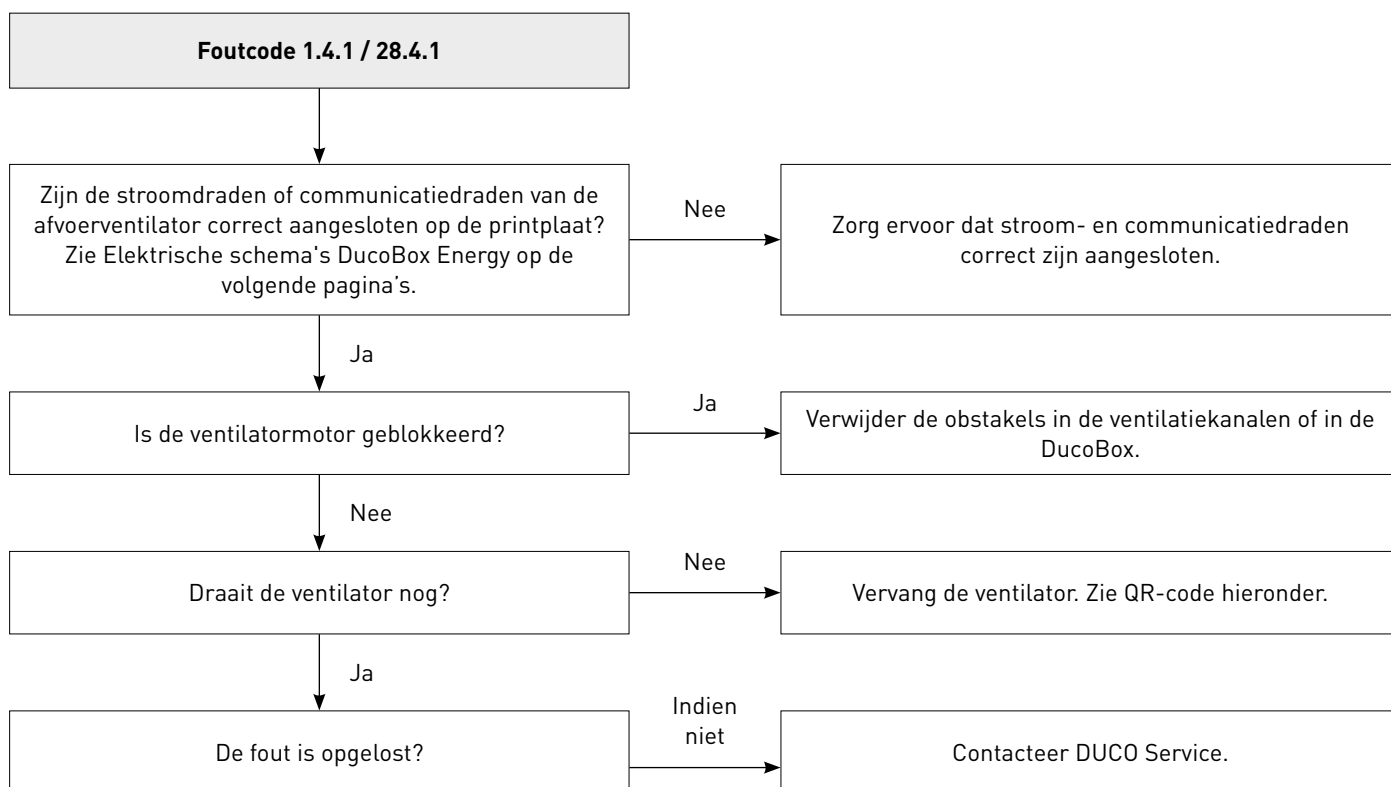 Foutcode 1.4.1 / 28.4.1
Zijn de stroomdraden of communicatiedraden van de
afvoerventilator correct aangesloten op de printplaat?
Zie Elektrische schema's DucoBox Energy op de
volgende pagina’s.
Nee
Zorg ervoor dat stroom- en communicatiedraden
correct zijn aangesloten.
Ja
Is de ventilatormotor geblokkeerd?
Ja
Verwijder de obstakels in de ventilatiekanalen of in de
DucoBox.
Nee
Draait de ventilator nog?
Nee
Vervang de ventilator. Zie QR-code hieronder.
Ja
De fout is opgelost?
Indien
niet
Contacteer DUCO Service.